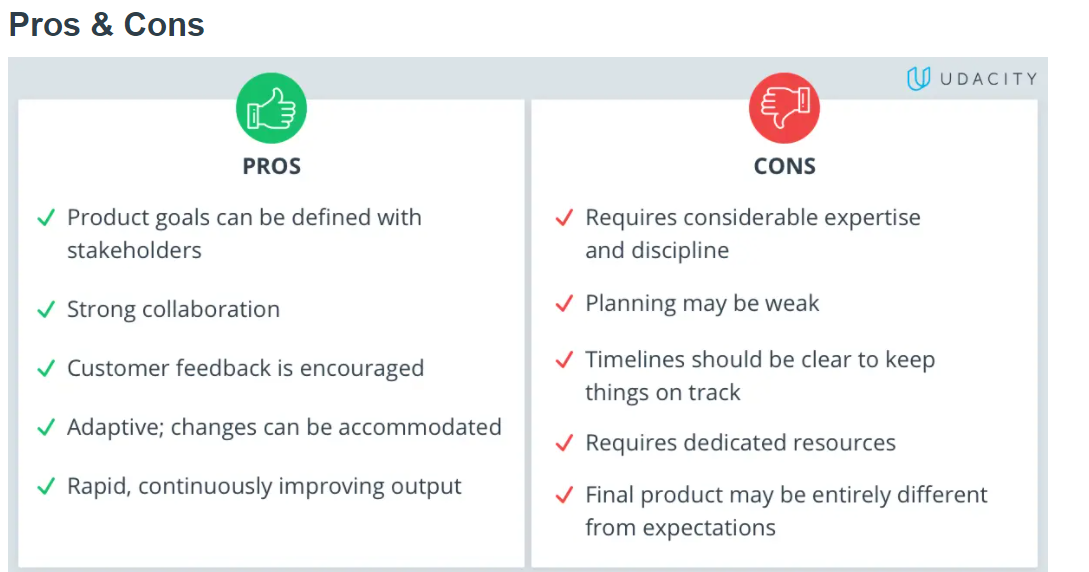 Pros & Cons
UDACITY
PROS
Product goals can be defined with
stakeholders
Strong collaboration
Customer feedback is encouraged
Adaptive; changes can be accommodated
Rapid, continuously improving output
CONS
Requires considerable expertise
and discipline
Planning may be weak
Timelines should be clear to keep
things on track
Requires dedicated resources
Final product may be entirely different
from expectations